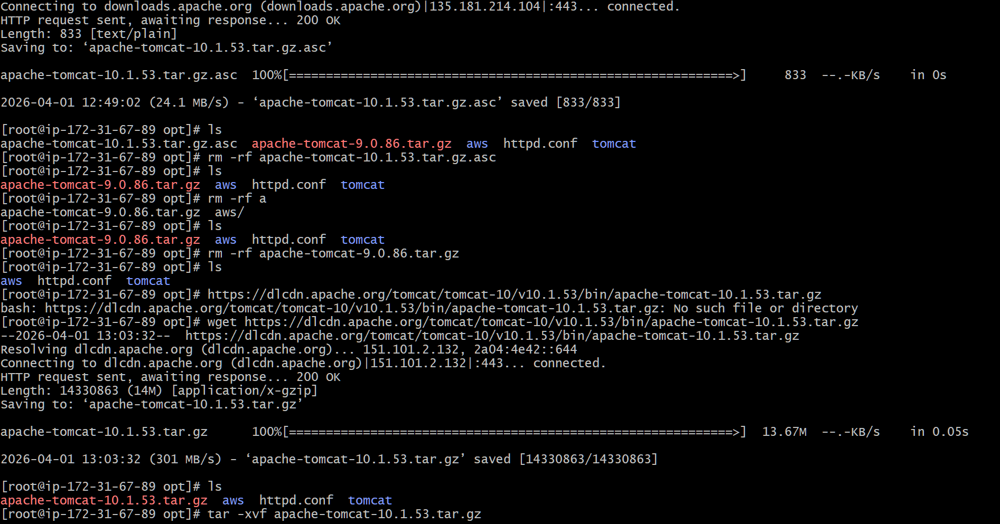 Connecting to downloads.apache.org (downloads.apache.org)|135.181.214.104|:443... connected.
HTTP request sent, awaiting response... 200 OK
Length: 833 [text/plain]
Saving to: ‘apache-tomcat-10.1.53.tar.gz.asc’
apache-tomcat-10.1.53.tar.gz.asc  100%[============================================================>]     833  --.-KB/s    in 0s
2026-04-01 12:49:02 (24.1 MB/s) - ‘apache-tomcat-10.1.53.tar.gz.asc’ saved [833/833]
[root@ip-172-31-67-89 opt]# ls
apache-tomcat-10.1.53.tar.gz.asc  apache-tomcat-9.0.86.tar.gz  aws  httpd.conf  tomcat
[root@ip-172-31-67-89 opt]# rm -rf apache-tomcat-10.1.53.tar.gz.asc
[root@ip-172-31-67-89 opt]# ls
apache-tomcat-9.0.86.tar.gz  aws  httpd.conf  tomcat
[root@ip-172-31-67-89 opt]# rm -rf a
apache-tomcat-9.0.86.tar.gz  aws/
[root@ip-172-31-67-89 opt]# ls
apache-tomcat-9.0.86.tar.gz  aws  httpd.conf  tomcat
[root@ip-172-31-67-89 opt]# rm -rf apache-tomcat-9.0.86.tar.gz
[root@ip-172-31-67-89 opt]# ls
aws  httpd.conf  tomcat
[root@ip-172-31-67-89 opt]# https://dlcdn.apache.org/tomcat/tomcat-10/v10.1.53/bin/apache-tomcat-10.1.53.tar.gz
bash: https://dlcdn.apache.org/tomcat/tomcat-10/v10.1.53/bin/apache-tomcat-10.1.53.tar.gz: No such file or directory
[root@ip-172-31-67-89 opt]# wget https://dlcdn.apache.org/tomcat/tomcat-10/v10.1.53/bin/apache-tomcat-10.1.53.tar.gz
--2026-04-01 13:03:32--  https://dlcdn.apache.org/tomcat/tomcat-10/v10.1.53/bin/apache-tomcat-10.1.53.tar.gz
Resolving dlcdn.apache.org (dlcdn.apache.org)... 151.101.2.132, 2a04:4e42::644
Connecting to dlcdn.apache.org (dlcdn.apache.org)|151.101.2.132|:443... connected.
HTTP request sent, awaiting response... 200 OK
Length: 14330863 (14M) [application/x-gzip]
Saving to: ‘apache-tomcat-10.1.53.tar.gz’
apache-tomcat-10.1.53.tar.gz      100%[============================================================>]  13.67M  --.-KB/s    in 0.05s
2026-04-01 13:03:32 (301 MB/s) - ‘apache-tomcat-10.1.53.tar.gz’ saved [14330863/14330863]
[root@ip-172-31-67-89 opt]# ls
apache-tomcat-10.1.53.tar.gz  aws  httpd.conf  tomcat
[root@ip-172-31-67-89 opt]# tar -xvf apache-tomcat-10.1.53.tar.gz